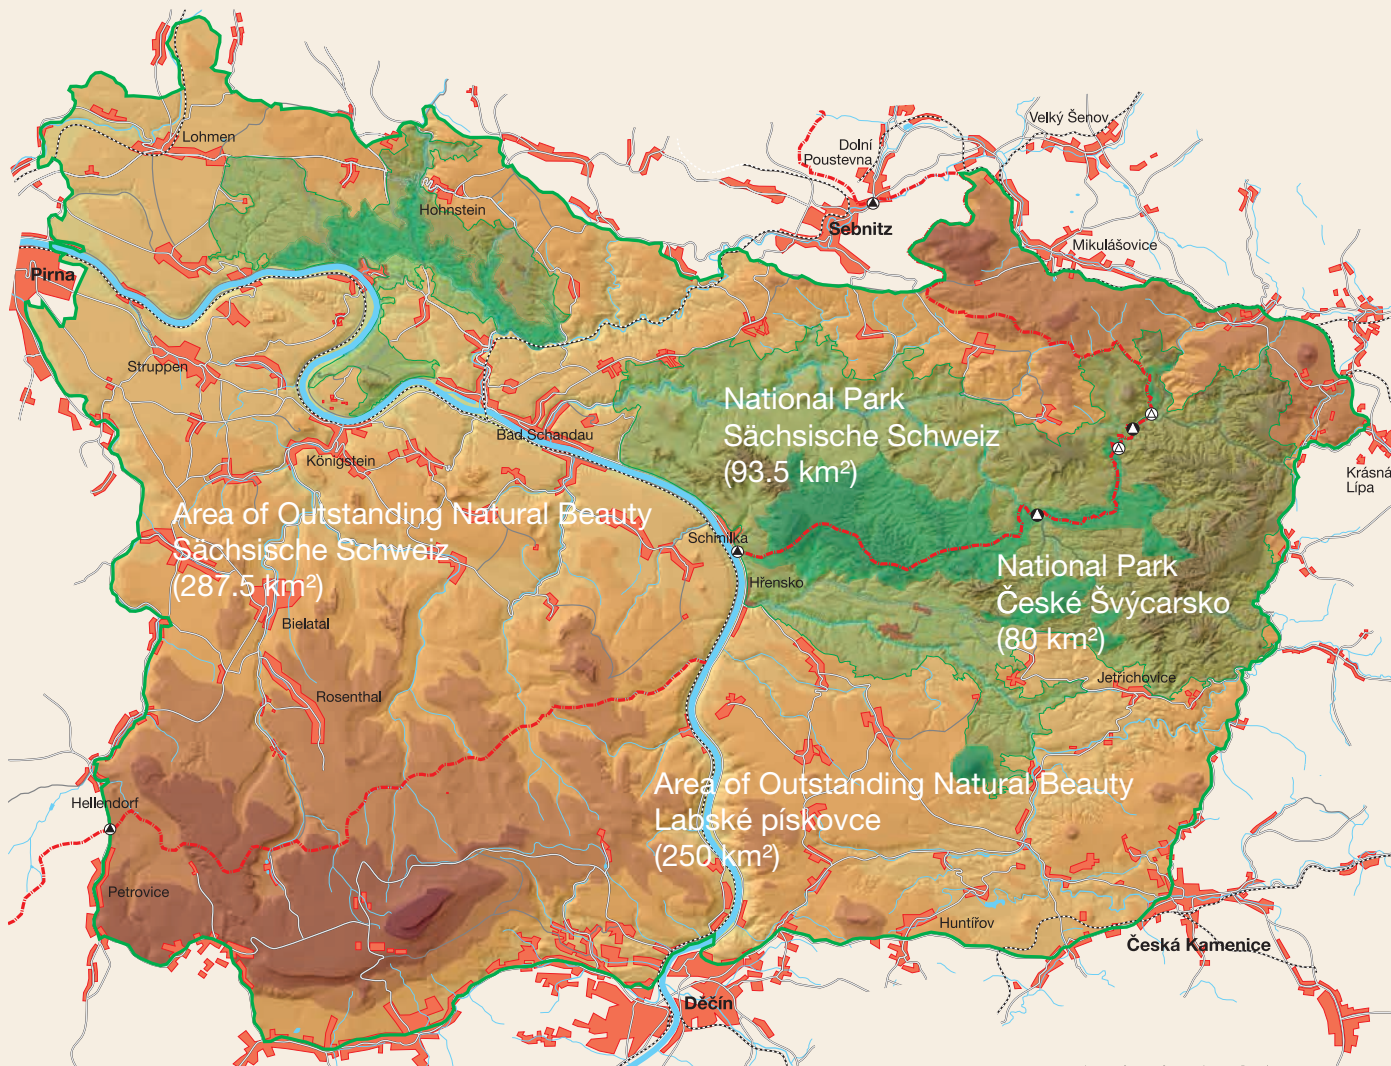 Velký Šenov
Lohmen
Dolní
Poustevna
Hohnstein
Sebnitz
Mikulášovice
Pirna
Struppen
National Park
Sächsische Schweiz
(93.5 km²)
Bad Schandau
Königstein
Krásná
Lípa
Area of Outstanding Natural Beauty
Sächsische Schweiz
(287.5 km²)
Schmilka
Hřensko
National Park
České Švýcarsko
(80 km²)
Bielatal
Jetřichovice
Rosenthal
Area of Outstanding Natural Beauty
Labské pískovce
(250 km²)
Hellendorf
Petrovice
Huntířov
Česká Kamenice
Děčín